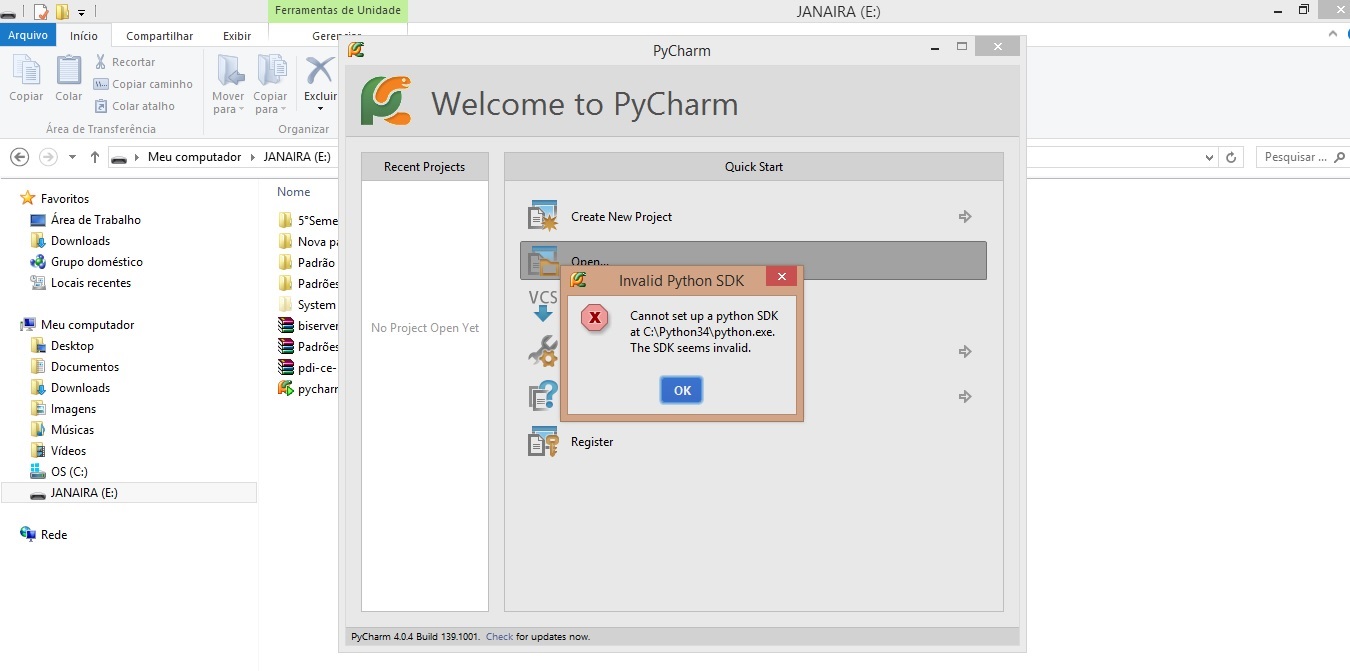 Ferramentas de Unidade
JANAIRA (E:)
Arquivo
Início
Compartilhar
Exibir
Gerenciar
Copiar
Colar
Recortar
Copiar caminho
Colar atalho
Mover para
Copiar para
Excluir
Área de Transferência
Organizar
Meu computador
JANAIRA (E:)
Pesquisar ...
Favoritos
Área de Trabalho
Downloads
Grupo doméstico
Locais recentes
Meu computador
Desktop
Documentos
Downloads
Imagens
Músicas
Vídeos
OS (C:)
JANAIRA (E:)
Rede
Nome
5°Seme
Nova pa
Padrão
Padrões
System
biserver
Padrões
pdi-ce-
pycharm
PyCharm
Welcome to PyCharm
Recent Projects
No Project Open Yet
Quick Start
Create New Project
Open...
VCS
Register
Invalid Python SDK
Cannot set up a python SDK
at C:\Python34\python.exe.
The SDK seems invalid.
OK
PyCharm 4.0.4 Build 139.1001. Check for updates now.